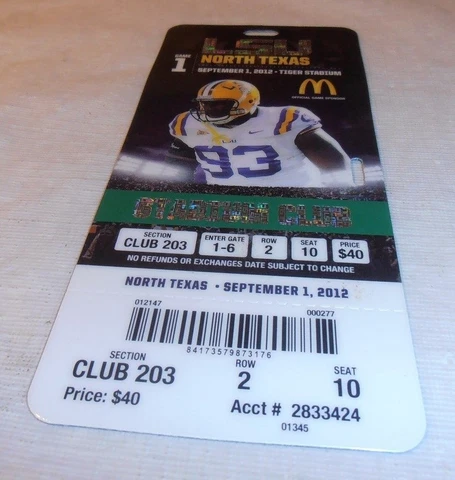 LSU
GAME
1
NORTH TEXAS
SEPTEMBER 1, 2012 • TIGER STADIUM
M
OFFICIAL GAME SPONSOR
LSU
93
STADIUM CLUB
SECTION ENTER GATE ROW SEAT PRICE
CLUB 203 1-6 2 10 $40
NO REFUNDS OR EXCHANGES DATE SUBJECT TO CHANGE
NORTH TEXAS • SEPTEMBER 1, 2012
012147 000277
84173579873176
SECTION ROW SEAT
CLUB 203 2 10
Price: $40 Acct # 2833424
01345